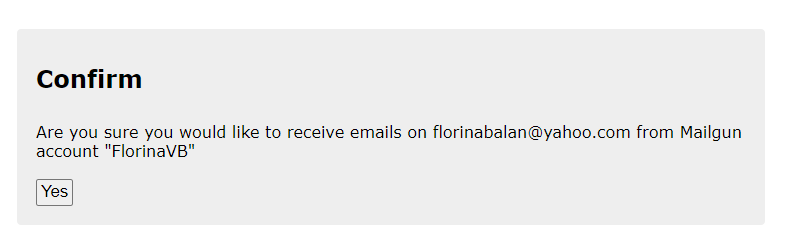 Confirm
Are you sure you would like to receive emails on florinabalan@yahoo.com from Mailgun
account "FlorinaVB"
Yes